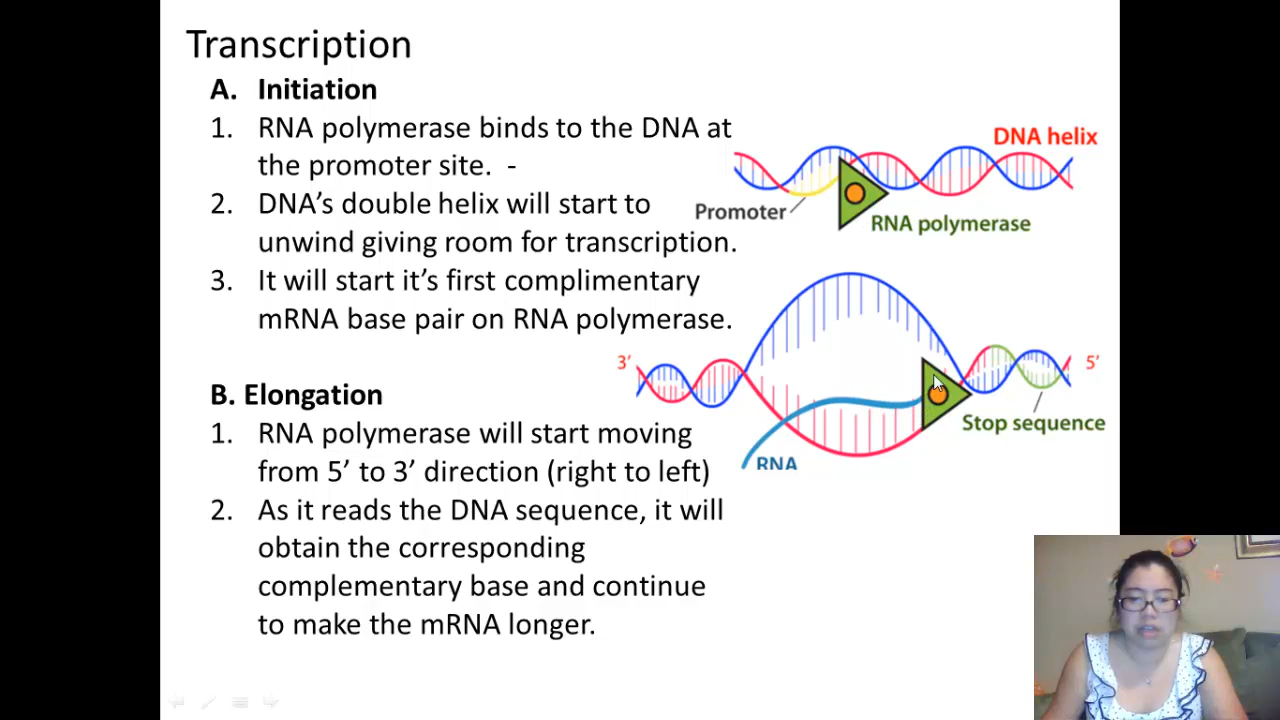 Transcription
A. Initiation
1. RNA polymerase binds to the DNA at
the promoter site. -
2. DNA’s double helix will start to
unwind giving room for transcription.
3. It will start it’s first complimentary
mRNA base pair on RNA polymerase.
B. Elongation
1. RNA polymerase will start moving
from 5’ to 3’ direction (right to left)
2. As it reads the DNA sequence, it will
obtain the corresponding
complementary base and continue
to make the mRNA longer.
DNA helix
Promoter
RNA polymerase
3’
5’
Stop sequence
RNA